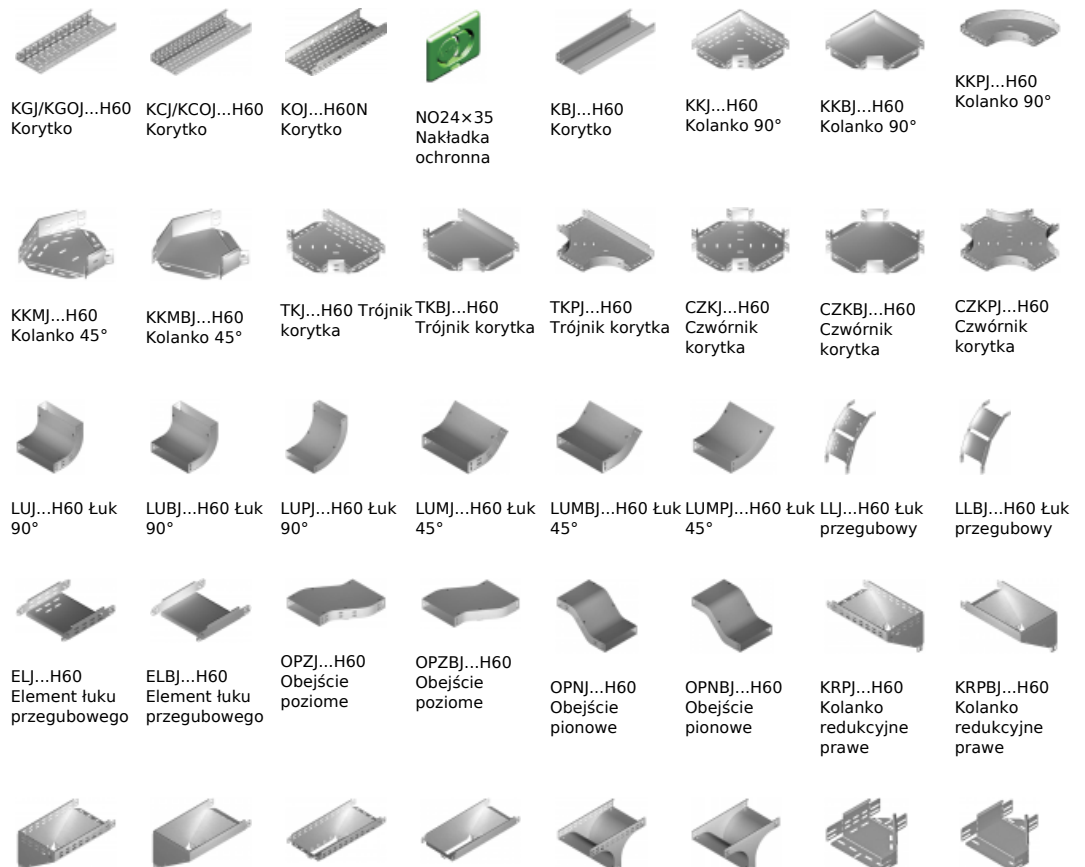 KGJ/KGOJ...H60
Korytko
KCJ/KCOJ...H60
Korytko
KOJ...H60N
Korytko
NO24×35
Nakładka
ochronna
KBJ...H60
Korytko
KKJ...H60
Kolanko 90°
KKBJ...H60
Kolanko 90°
KKPJ...H60
Kolanko 90°
KKMJ...H60
Kolanko 45°
KKMBJ...H60
Kolanko 45°
TKJ...H60 Trójnik
korytka
TKBJ...H60
Trójnik korytka
TKPJ...H60
Trójnik korytka
CZKJ...H60
Czwórnik
korytka
CZKBJ...H60
Czwórnik
korytka
CZKPJ...H60
Czwórnik
korytka
LUJ...H60 Łuk
90°
LUBJ...H60 Łuk
90°
LUPJ...H60 Łuk
90°
LUMJ...H60 Łuk
45°
LUMBJ...H60 Łuk
45°
LUMPJ...H60 Łuk
45°
LLJ...H60 Łuk
przegubowy
LLBJ...H60 Łuk
przegubowy
ELJ...H60
Element łuku
przegubowego
ELBJ...H60
Element łuku
przegubowego
OPZJ...H60
Obejście
poziome
OPZBJ...H60
Obejście
poziome
OPNJ...H60
Obejście
pionowe
OPNBJ...H60
Obejście
pionowe
KRPJ...H60
Kolanko
redukcyjne
prawe
KRPBJ...H60
Kolanko
redukcyjne
prawe